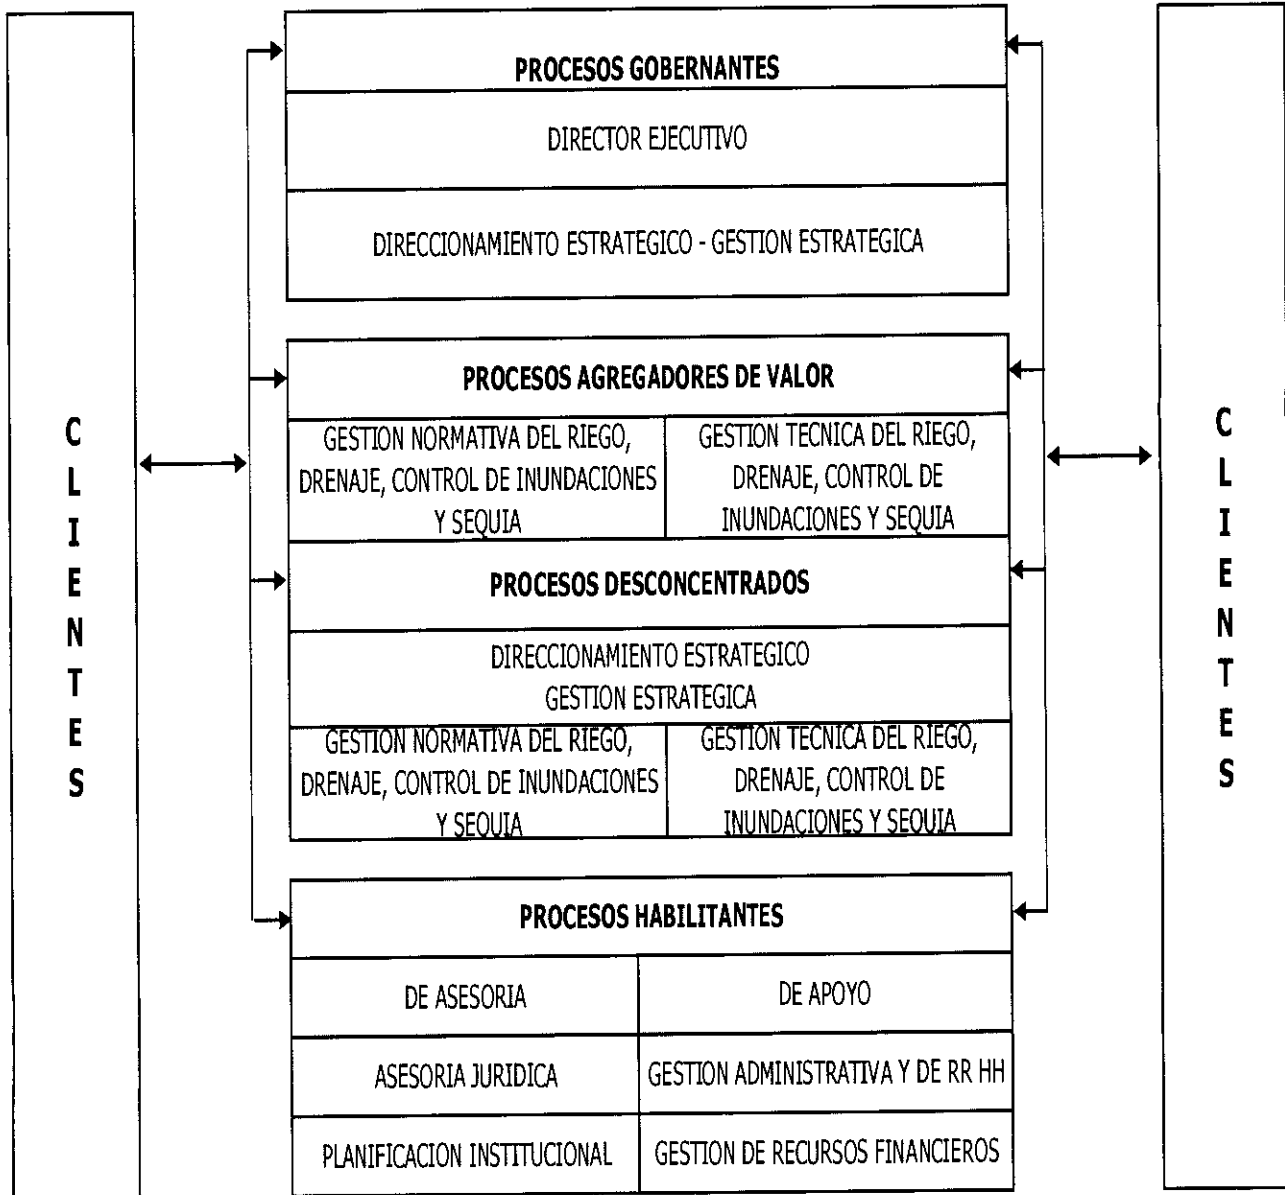 PROCESOS GOBERNANTES
DIRECTOR EJECUTIVO
DIRECCIONAMIENTO ESTRATEGICO - GESTION ESTRATEGICA
PROCESOS AGREGADORES DE VALOR
GESTION NORMATIVA DEL RIEGO,
DRENAJE, CONTROL DE INUNDACIONES
Y SEQUIA
GESTION TECNICA DEL RIEGO,
DRENAJE, CONTROL DE
INUNDACIONES Y SEQUIA
PROCESOS DESCONCENTRADOS
DIRECCIONAMIENTO ESTRATEGICO
GESTION ESTRATEGICA
GESTION NORMATIVA DEL RIEGO,
DRENAJE, CONTROL DE INUNDACIONES
Y SEQUIA
GESTION TECNICA DEL RIEGO,
DRENAJE, CONTROL DE
INUNDACIONES Y SEQUIA
PROCESOS HABILITANTES
DE ASESORIA
DE APOYO
ASESORIA JURIDICA
GESTION ADMINISTRATIVA Y DE RR HH
PLANIFICACION INSTITUCIONAL
GESTION DE RECURSOS FINANCIEROS
CLIENTES
CLIENTES